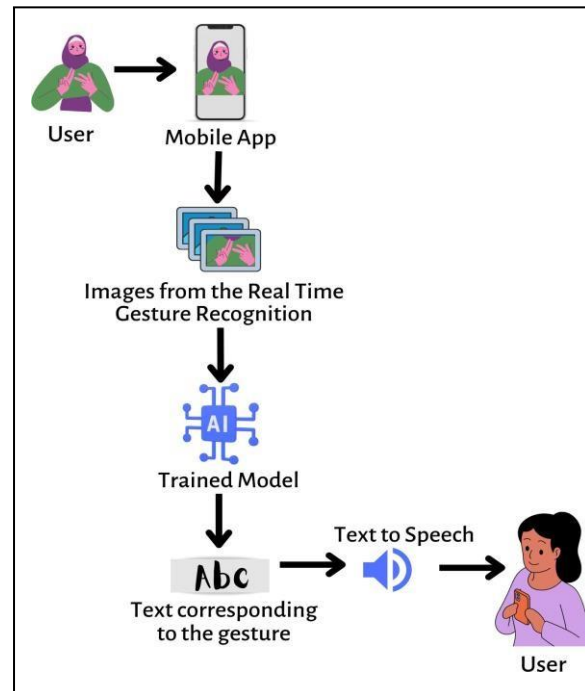 User
Mobile App
Images from the Real Time
Gesture Recognition
AI
Trained Model
Text to Speech
Abc
Text corresponding
to the gesture
User